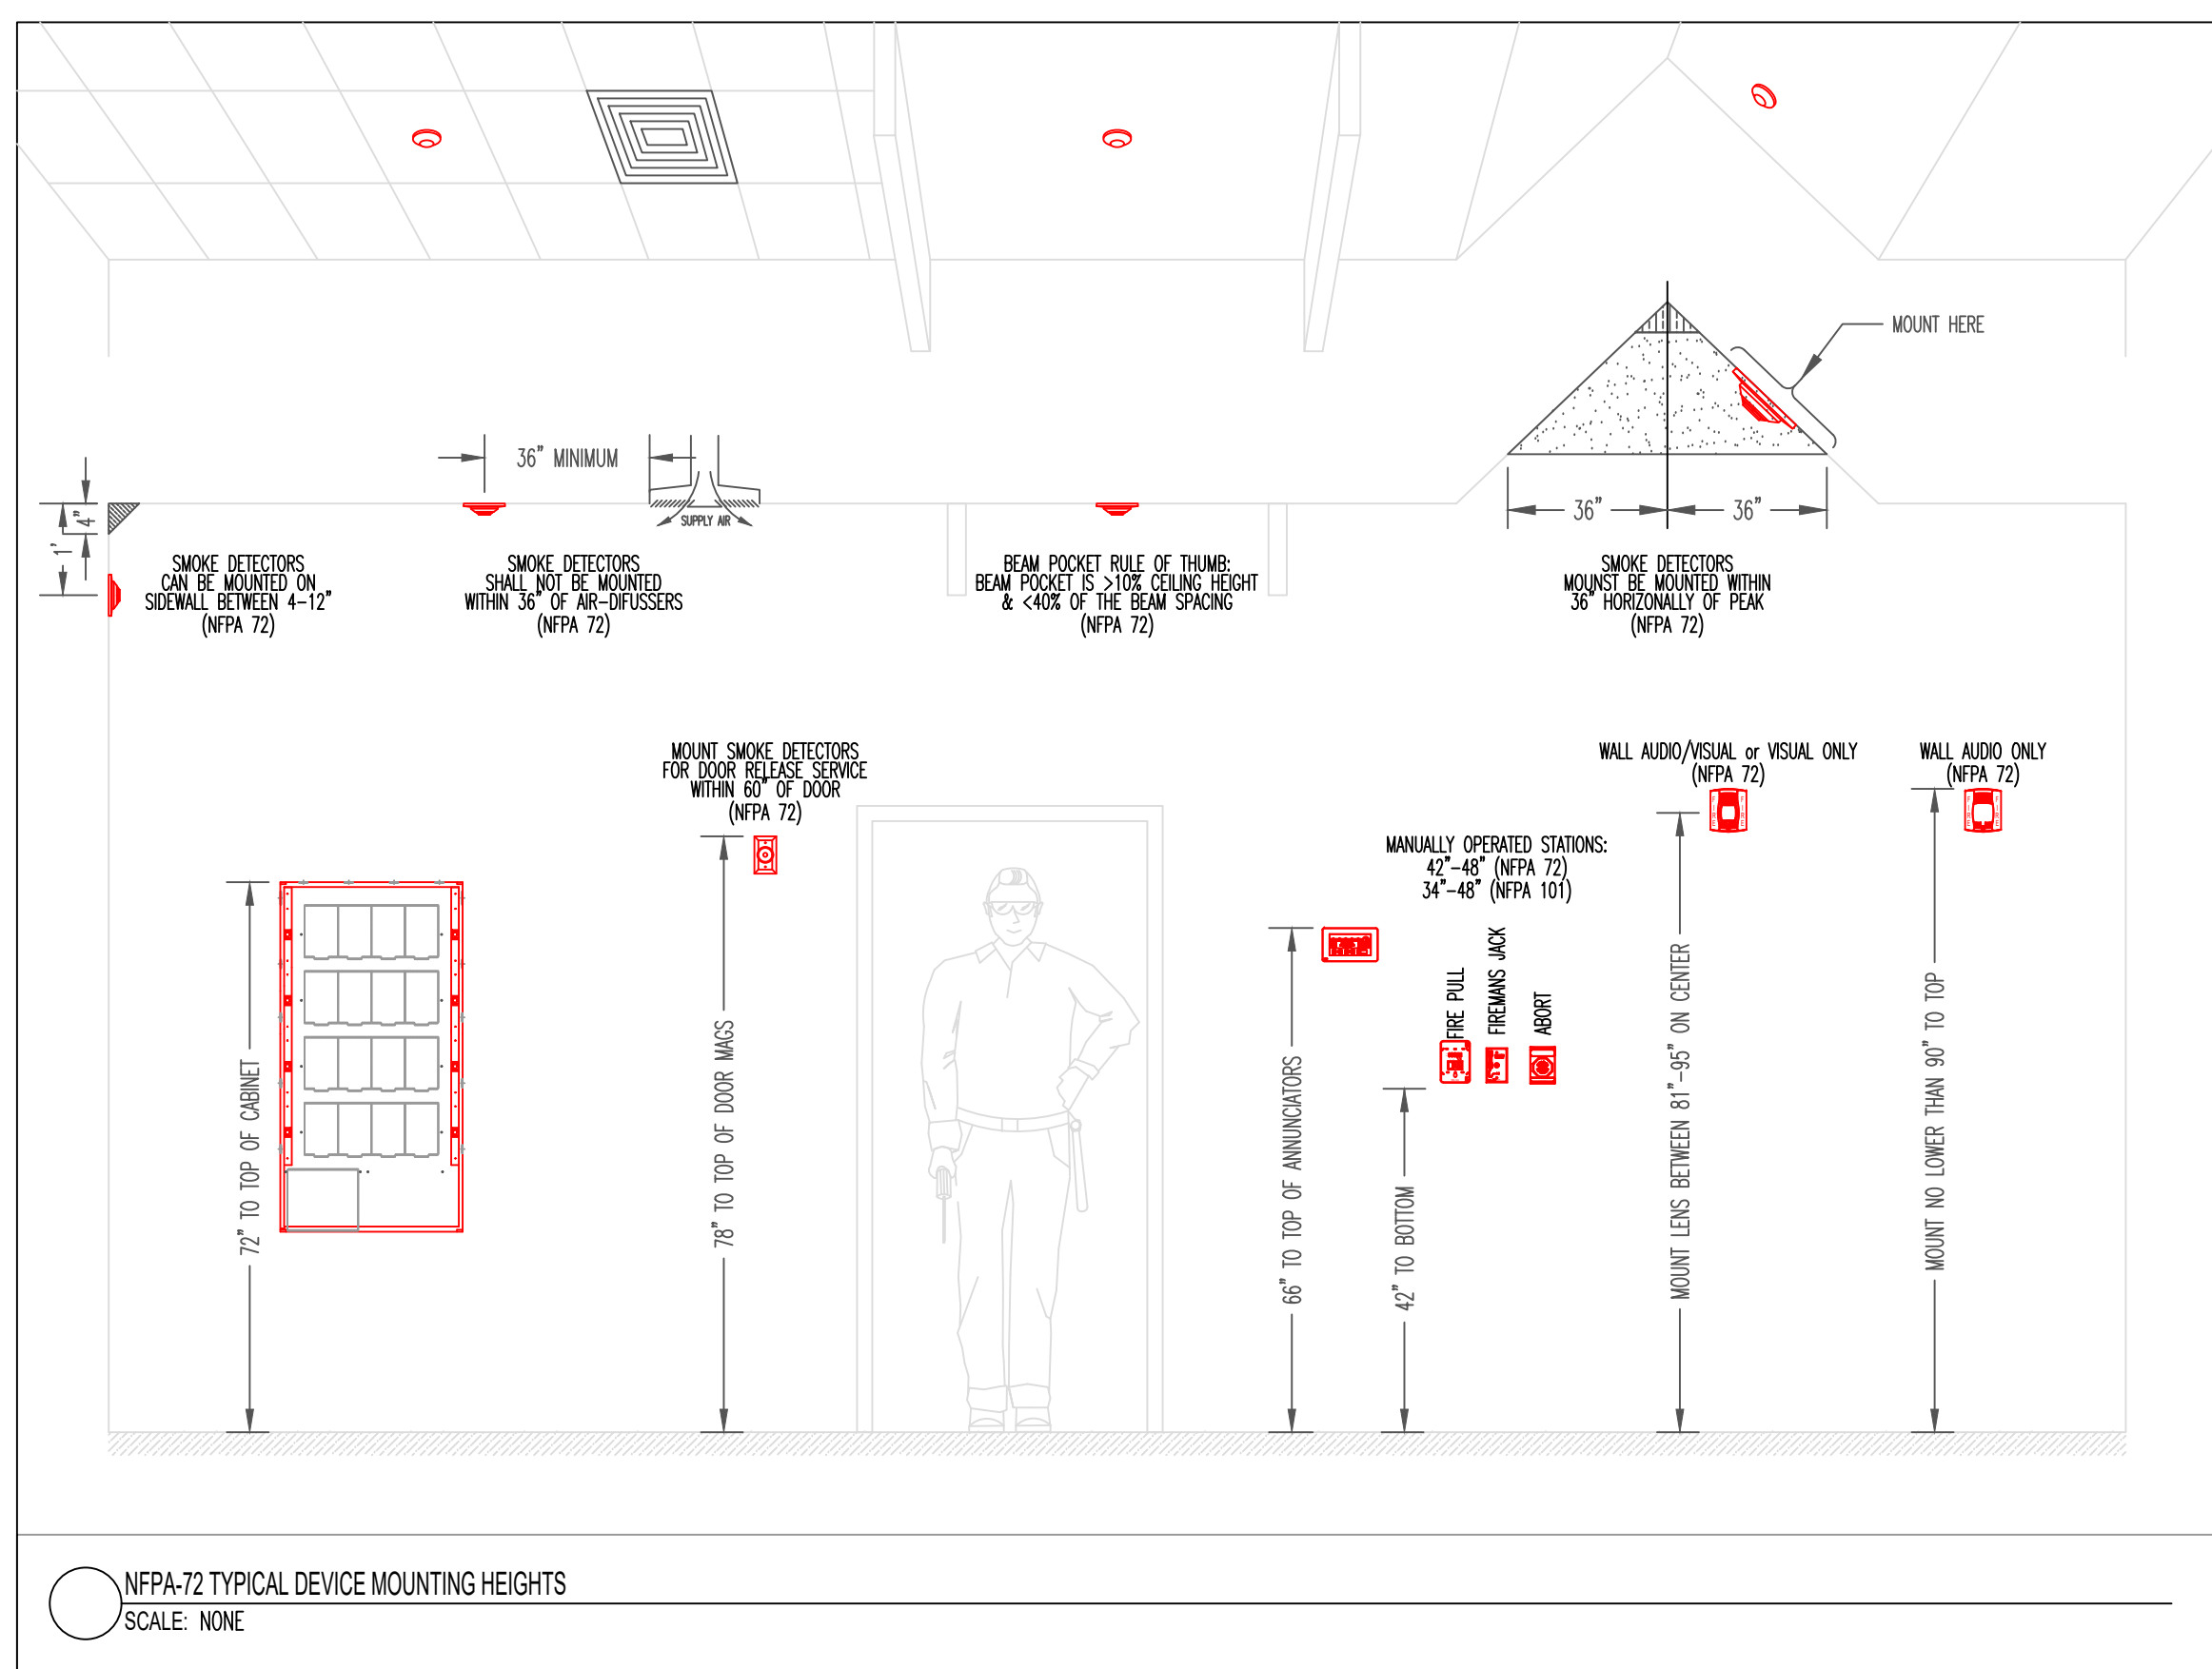 MOUNT HERE
36” MINIMUM
4”
1’
SUPPLY AIR
36”
36”
SMOKE DETECTORS
CAN BE MOUNTED ON
SIDEWALL BETWEEN 4-12”
(NFPA 72)
SMOKE DETECTORS
SHALL NOT BE MOUNTED
WITHIN 36” OF AIR-DIFUSSERS
(NFPA 72)
BEAM POCKET RULE OF THUMB:
BEAM POCKET IS >10% CEILING HEIGHT
& <40% OF THE BEAM SPACING
(NFPA 72)
SMOKE DETECTORS
MOUNST BE MOUNTED WITHIN
36” HORIZONALLY OF PEAK
(NFPA 72)
MOUNT SMOKE DETECTORS
FOR DOOR RELEASE SERVICE
WITHIN 60” OF DOOR
(NFPA 72)
WALL AUDIO/VISUAL or VISUAL ONLY
(NFPA 72)
WALL AUDIO ONLY
(NFPA 72)
FIRE
FIRE
FIRE
FIRE
MANUALLY OPERATED STATIONS:
42”-48” (NFPA 72)
34”-48” (NFPA 101)
FIRE PULL
FIREMANS JACK
ABORT
72” TO TOP OF CABINET
78” TO TOP OF DOOR MAGS
66” TO TOP OF ANNUNCIATORS
42” TO BOTTOM
MOUNT LENS BETWEEN 81”-95” ON CENTER
MOUNT NO LOWER THAN 90” TO TOP
NFPA-72 TYPICAL DEVICE MOUNTING HEIGHTS
SCALE: NONE